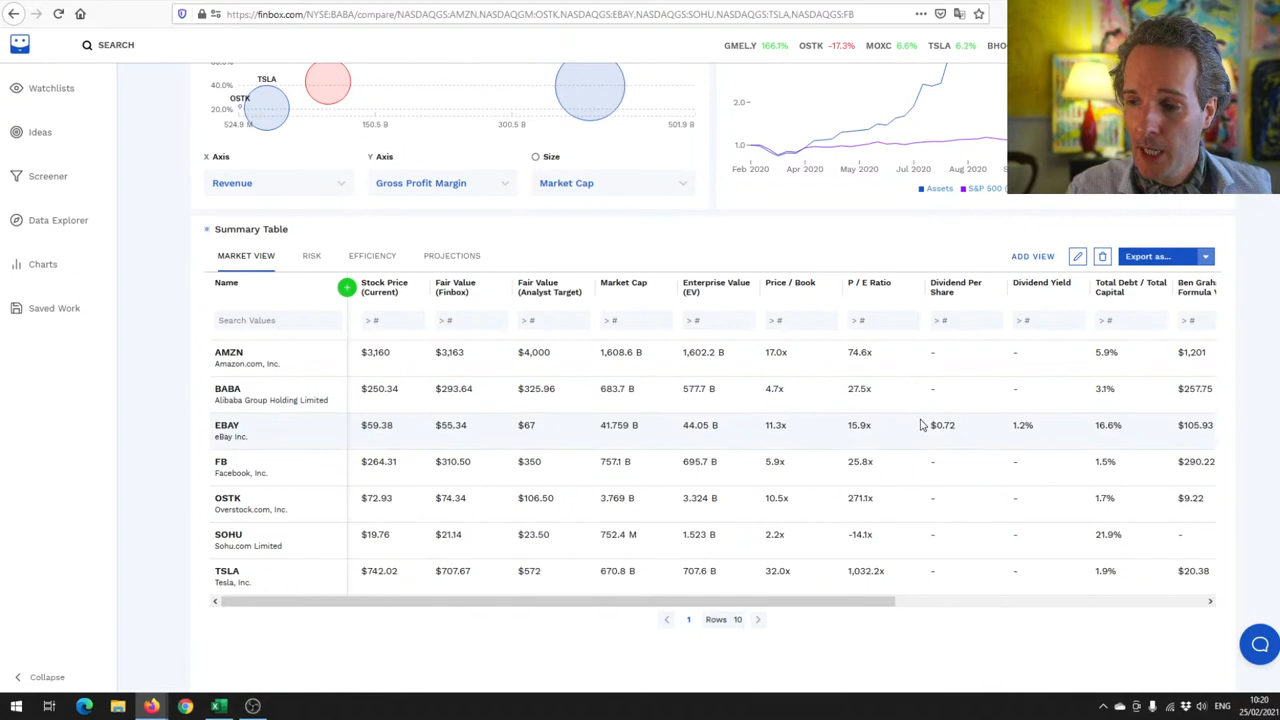 https://finbox.com/NYSE:BABA/compare/NASDAQGS:AMZN,NASDAQGM:OSTK,NASDAQGS:EBAY,NASDAQGS:SOHU,NASDAQGS:TSLA,NASDAQGS:FB
SEARCH
GMEL.Y 166.1% OSTK -17.3% MOXC 6.6% TSLA 6.2% BHO
Watchlists
Ideas
Screener
Data Explorer
Charts
Saved Work
Collapse
40.0%
20.0%
TSLA
OSTK
524.9 M 150.5 B 300.5 B 501.9 B
X Axis Y Axis Size
Revenue Gross Profit Margin Market Cap
2.0
1.0
Feb 2020 Apr 2020 May 2020 Jul 2020 Aug 2020
Assets S&P 500
Summary Table
MARKET VIEW RISK EFFICIENCY PROJECTIONS ADD VIEW Export as...
Name Stock Price (Current) Fair Value (Finbox) Fair Value (Analyst Target) Market Cap Enterprise Value (EV) Price / Book P / E Ratio Dividend Per Share Dividend Yield Total Debt / Total Capital Ben Grah Formula V
Search Values > # > # > # > # > # > # > # > # > # > # > #
AMZN $3,160 $3,163 $4,000 1,608.6 B 1,602.2 B 17.0x 74.6x - - 5.9% $1,201
Amazon.com, Inc.
BABA $250.34 $293.64 $325.96 683.7 B 577.7 B 4.7x 27.5x - - 3.1% $257.75
Alibaba Group Holding Limited
EBAY $59.38 $55.34 $67 41.759 B 44.05 B 11.3x 15.9x $0.72 1.2% 16.6% $105.93
eBay Inc.
FB $264.31 $310.50 $350 757.1 B 695.7 B 5.9x 25.8x - - 1.5% $290.22
Facebook, Inc.
OSTK $72.93 $74.34 $106.50 3.769 B 3.324 B 10.5x 271.1x - - 1.7% $9.22
Overstock.com, Inc.
SOHU $19.76 $21.14 $23.50 752.4 M 1.523 B 2.2x -14.1x - - 21.9% -
Sohu.com Limited
TSLA $742.02 $707.67 $572 670.8 B 707.6 B 32.0x 1,032.2x - - 1.9% $20.38
Tesla, Inc.
1 Rows 10
ENG
10:20
25/02/2021